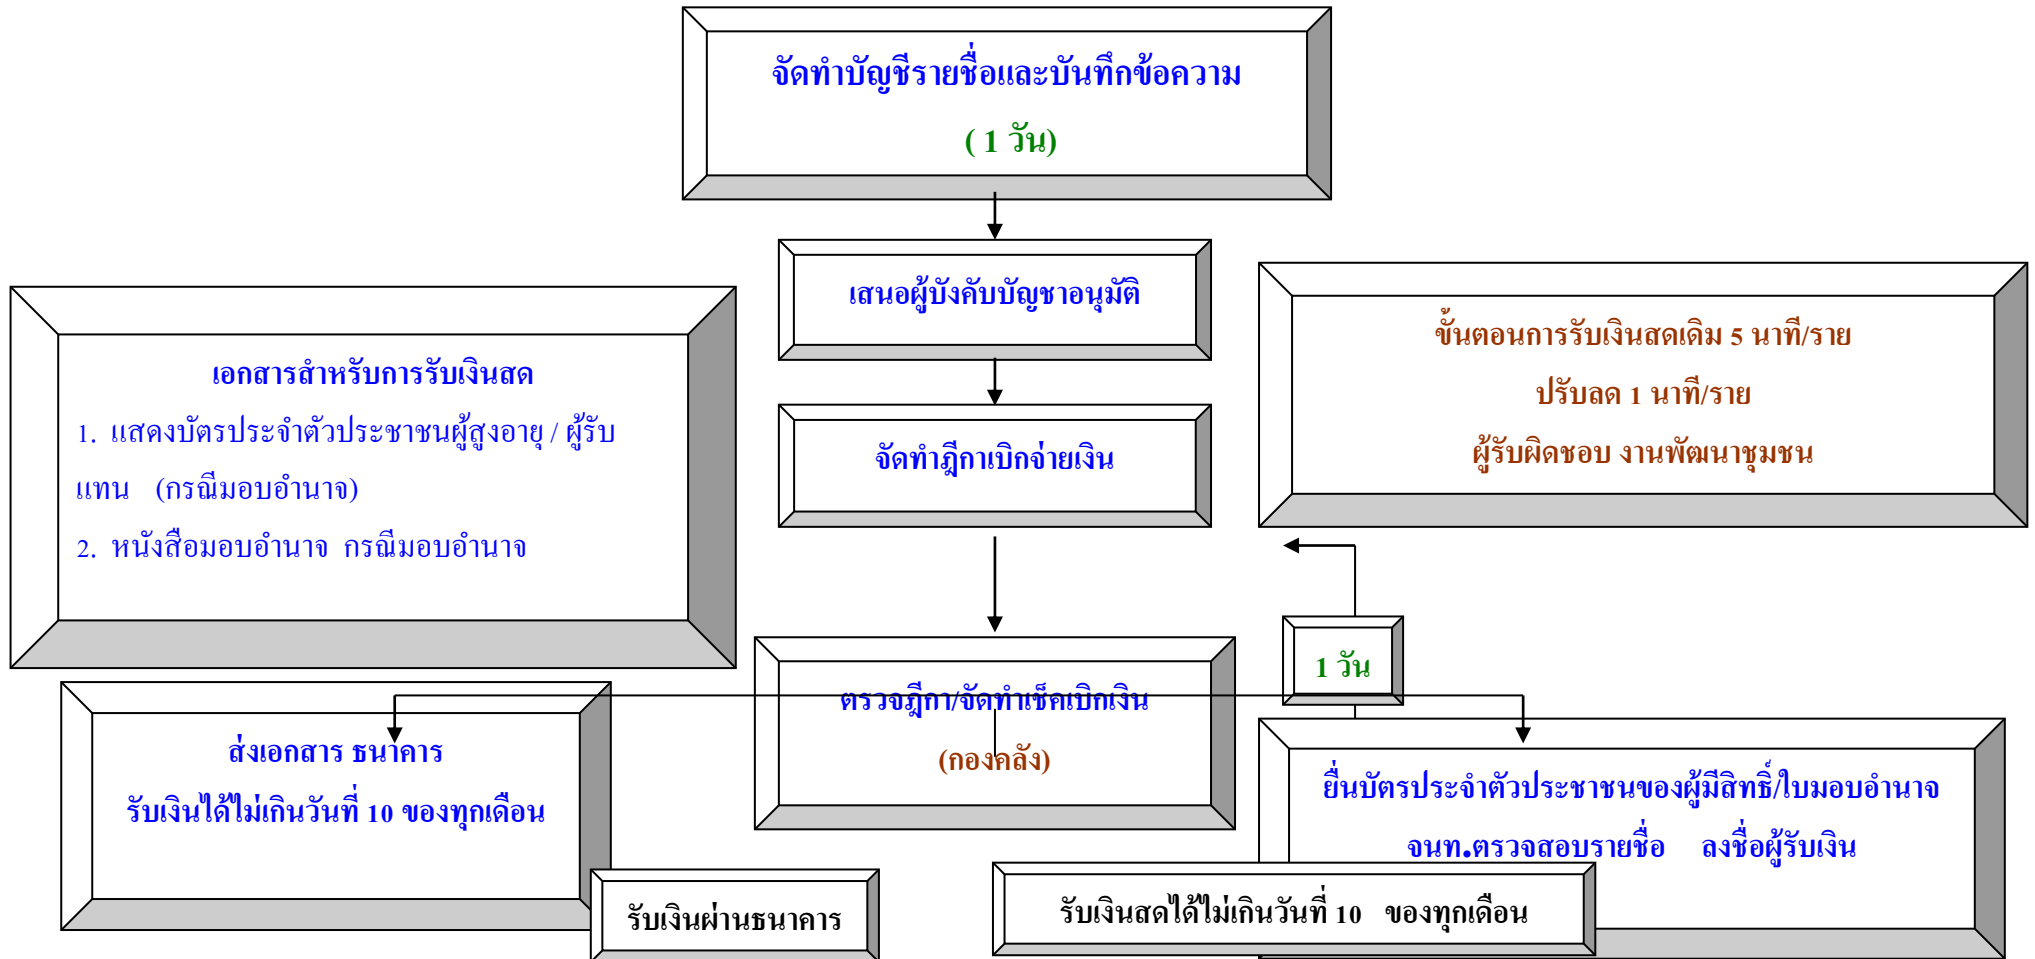 จัดทำบัญชีรายชื่อและบันทึกข้อความ
( 1 วัน)
เสนอผู้บังคับบัญชาอนุมัติ
ขั้นตอนการรับเงินสดเดิม 5 นาที/ราย
ปรับลด 1 นาที/ราย
ผู้รับผิดชอบ งานพัฒนาชุมชน
เอกสารสำหรับการรับเงินสด
1. แสดงบัตรประจำตัวประชาชนผู้สูงอายุ / ผู้รับ
แทน (กรณีมอบอำนาจ)
2. หนังสือมอบอำนาจ กรณีมอบอำนาจ
จัดทำฎีกาเบิกจ่ายเงิน
1 วัน
ตรวจฎีกา/จัดทำเช็คเบิกเงิน
(กองคลัง)
ส่งเอกสาร ธนาคาร
รับเงินได้ไม่เกินวันที่ 10 ของทุกเดือน
ยื่นบัตรประจำตัวประชาชนของผู้มีสิทธิ์/ใบมอบอำนาจ
จนท.ตรวจสอบรายชื่อ ลงชื่อผู้รับเงิน
รับเงินผ่านธนาคาร
รับเงินสดได้ไม่เกินวันที่ 10 ของทุกเดือน